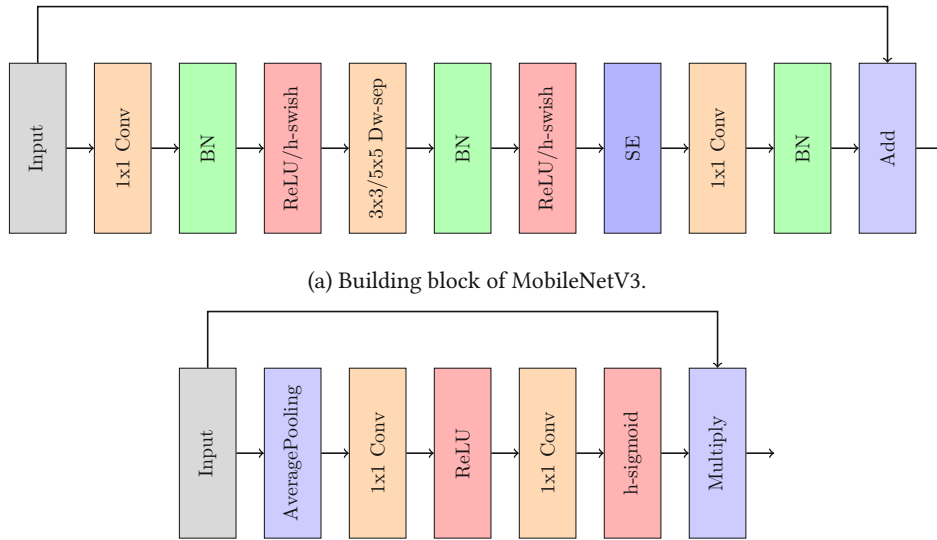 Input
1x1 Conv
BN
ReLU/h-swish
3x3/5x5 Dw-sep
BN
ReLU/h-swish
SE
1x1 Conv
BN
Add
(a) Building block of MobileNetV3.
Input
AveragePooling
1x1 Conv
ReLU
1x1 Conv
h-sigmoid
Multiply